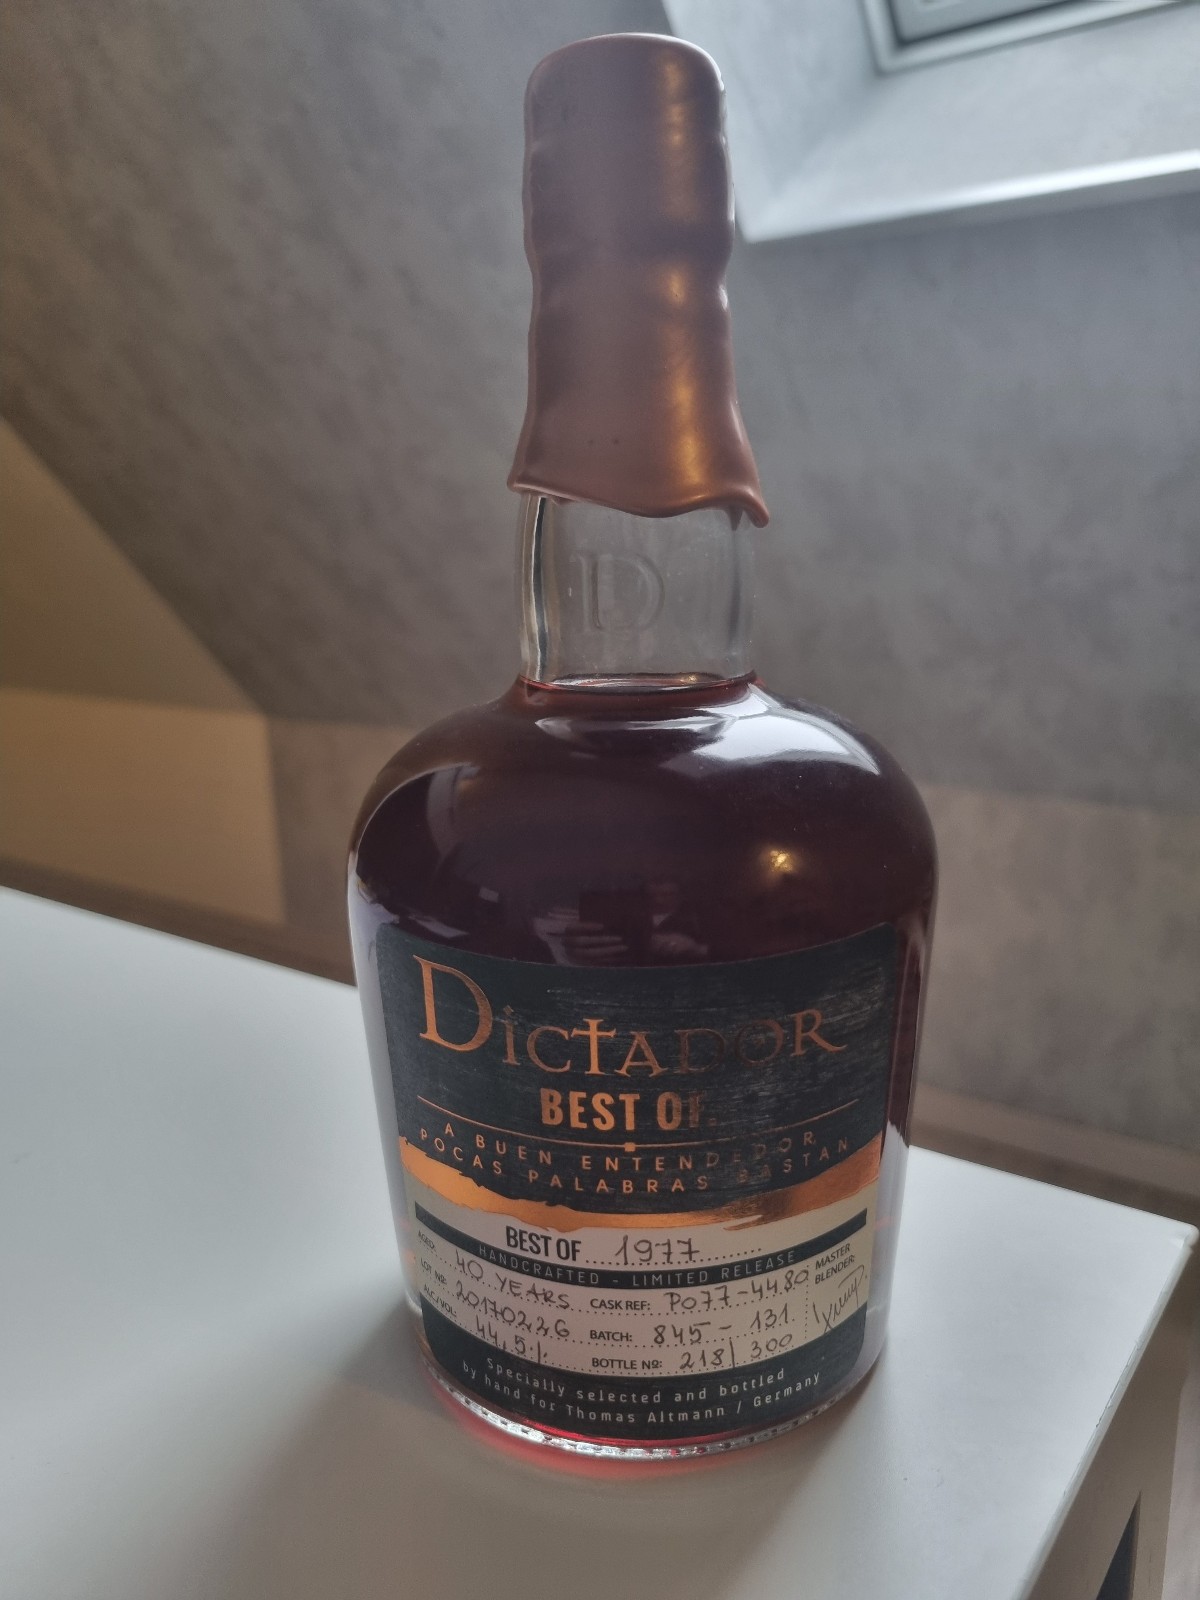 D
DICTADOR
BEST OF
A BUEN ENTENDEDOR,
POCAS PALABRAS BASTAN
BEST OF 1977
HANDCRAFTED - LIMITED RELEASE
AGED: 40 YEARS CASK REF: P077-4480 MASTER BLENDER:
LOT Nº: 20170226 BATCH: 845 - 131
ALC/VOL: 44,5% BOTTLE Nº: 218/300
Specially selected and bottled
by hand for Thomas Altmann / Germany